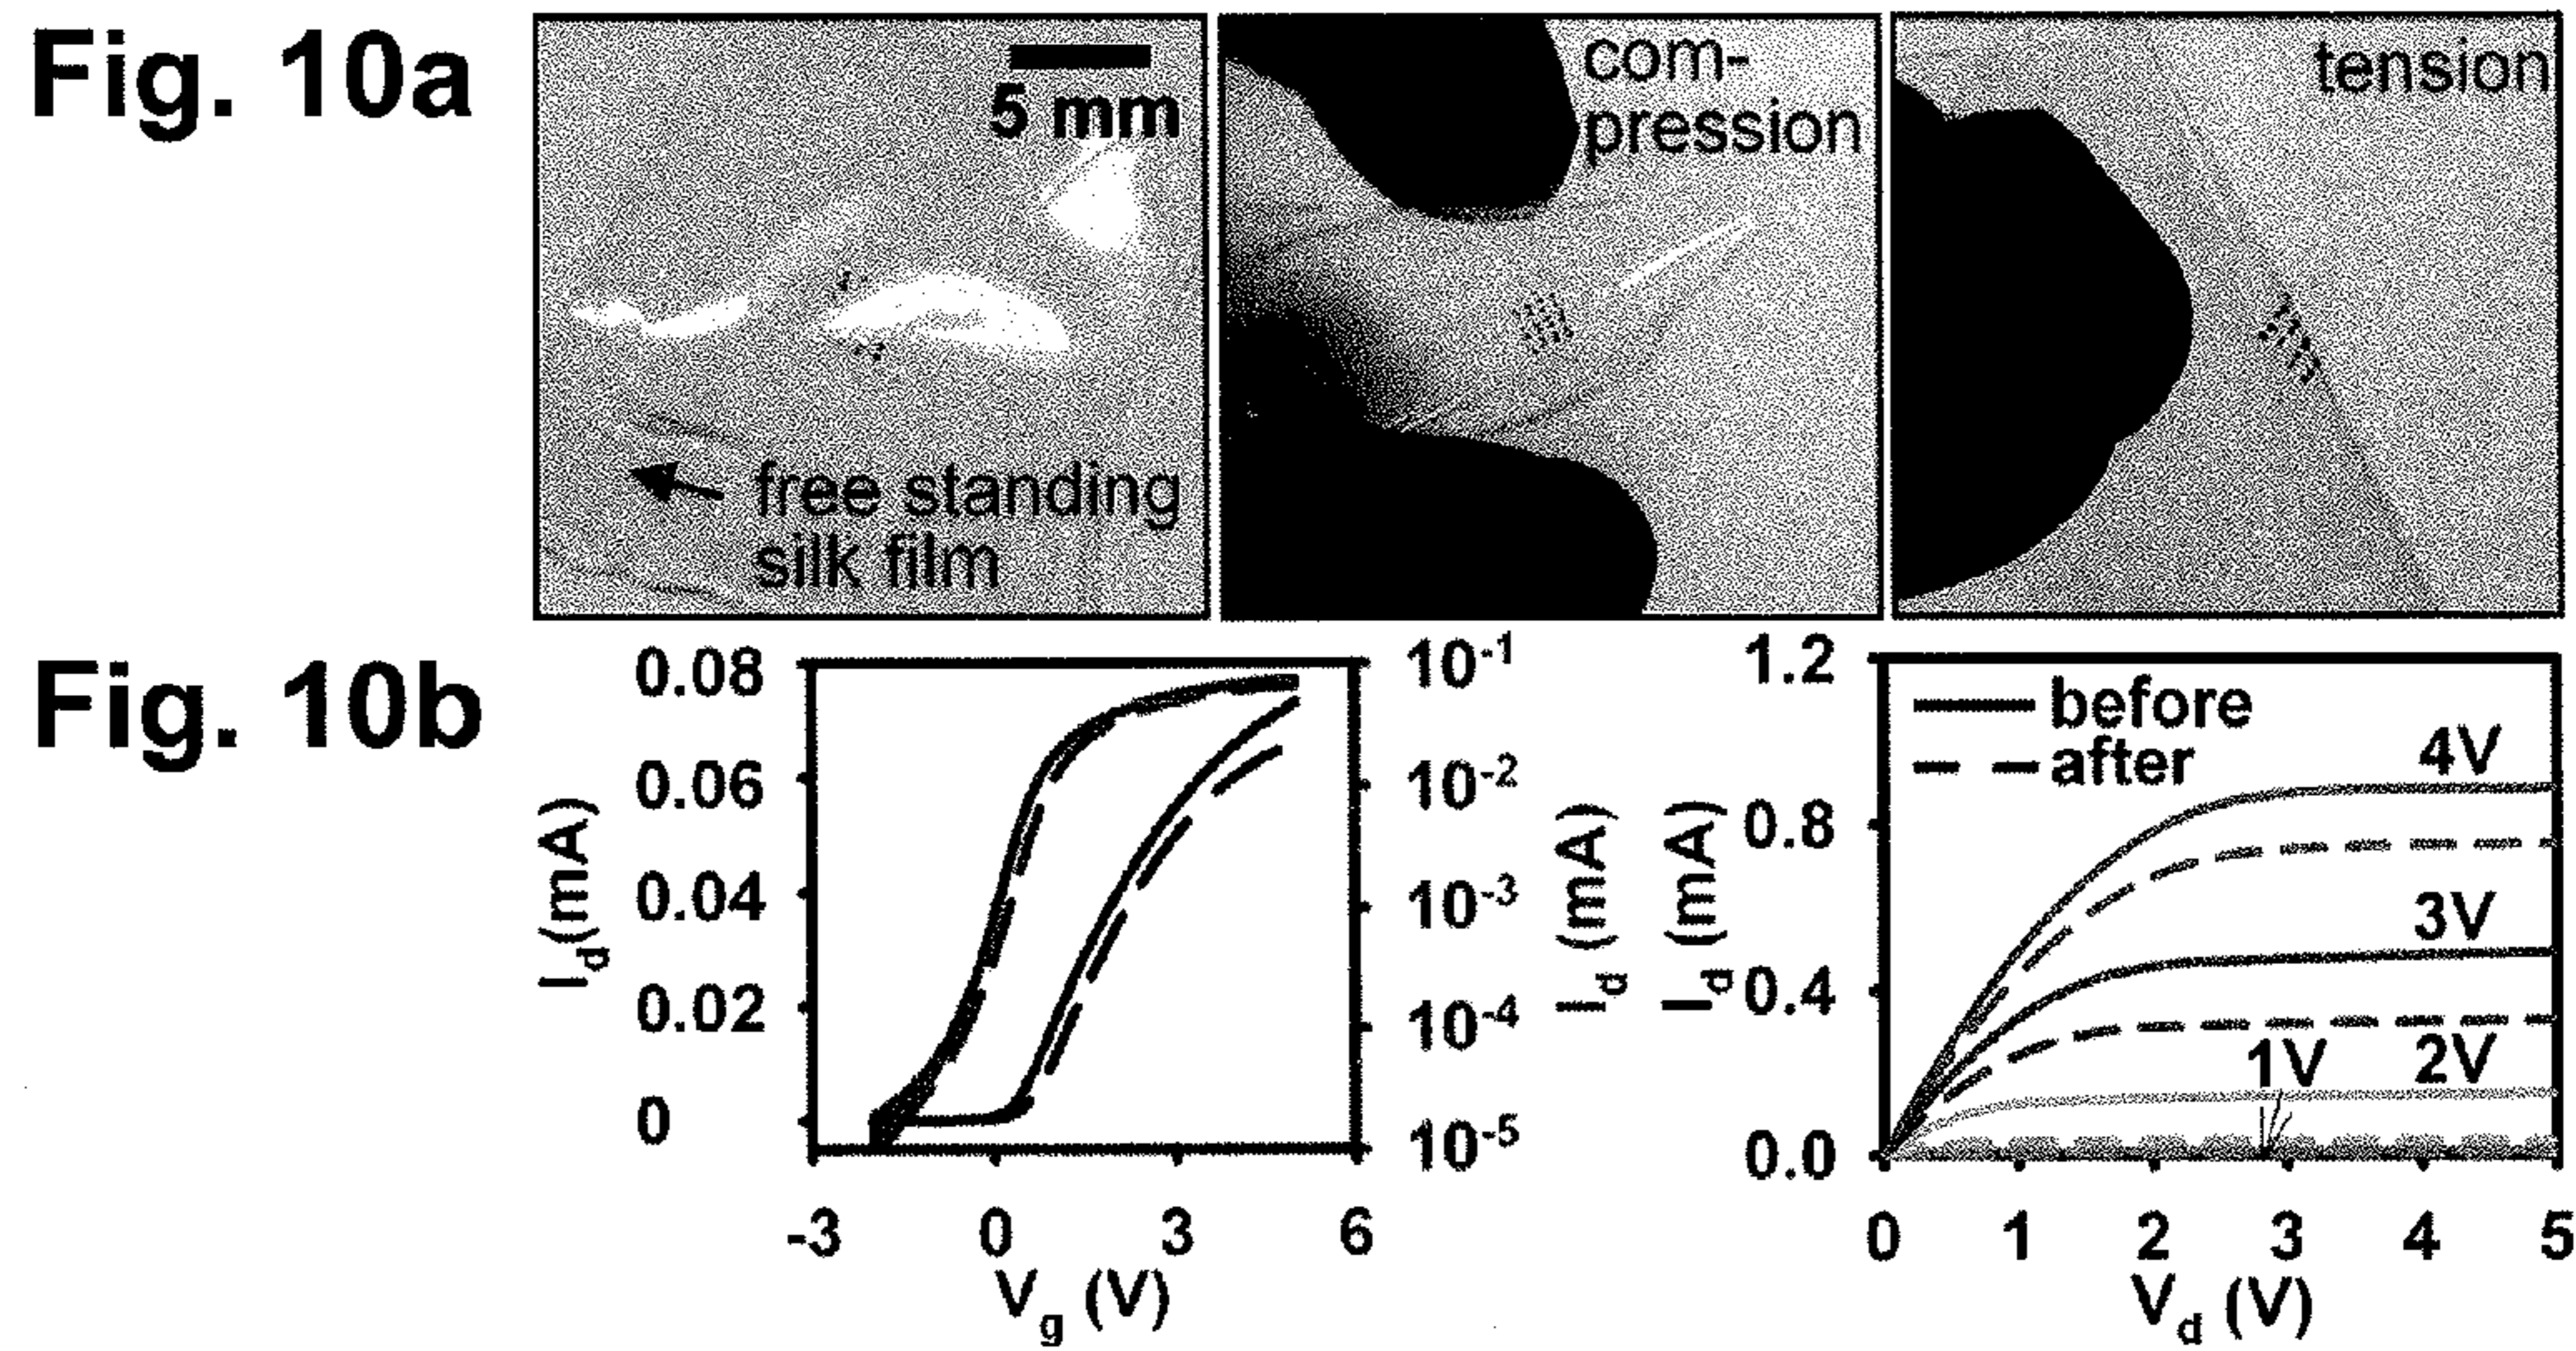 Fig. 10a
5 mm
free standing
silk film
com-
pression
tension
Fig. 10b
I_d (mA)
0.08
0.06
0.04
0.02
0
10^-1
10^-2
10^-3
10^-4
10^-5
I_d (mA)
-3 0 3 6
V_g (V)
I_d (mA)
1.2
0.8
0.4
0.0
before
after
4V
3V
1V 2V
0 1 2 3 4 5
V_d (V)